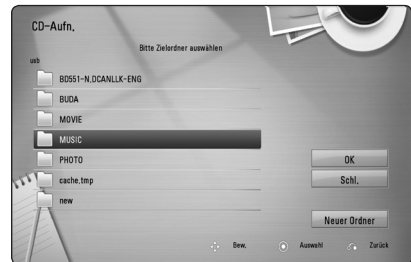 CD-Aufn.
Bitte Zielordner auswählen
usb
BD551-N.DCANLLK-ENG
BUDA
MOVIE
MUSIC
PHOTO
cache.tmp
new
OK
Schl.
Neuer Ordner
Bew.
Auswahl
Zurück